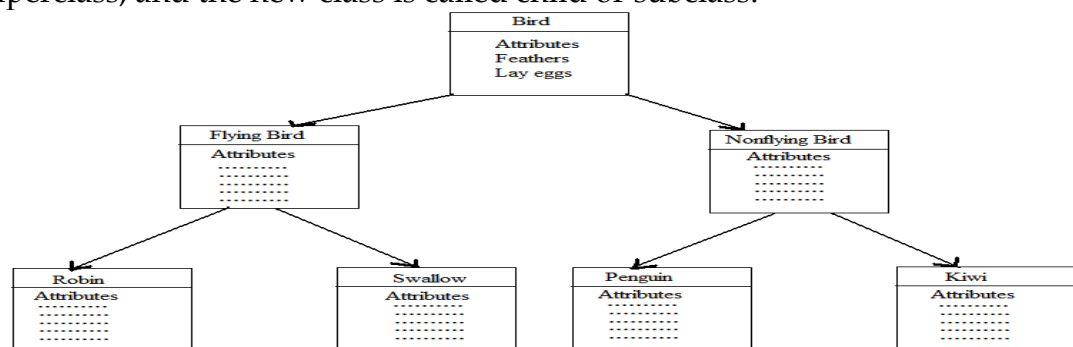 perclass, and the new class is called child or subclass.
Bird
Attributes
Feathers
Lay eggs
Flying Bird
Attributes
----------
----------
----------
----------
----------
Nonflying Bird
Attributes
----------
----------
----------
----------
----------
Robin
Attributes
----------
----------
----------
----------
----------
Swallow
Attributes
----------
----------
----------
----------
----------
Penguin
Attributes
----------
----------
----------
----------
----------
Kiwi
Attributes
----------
----------
----------
----------
----------